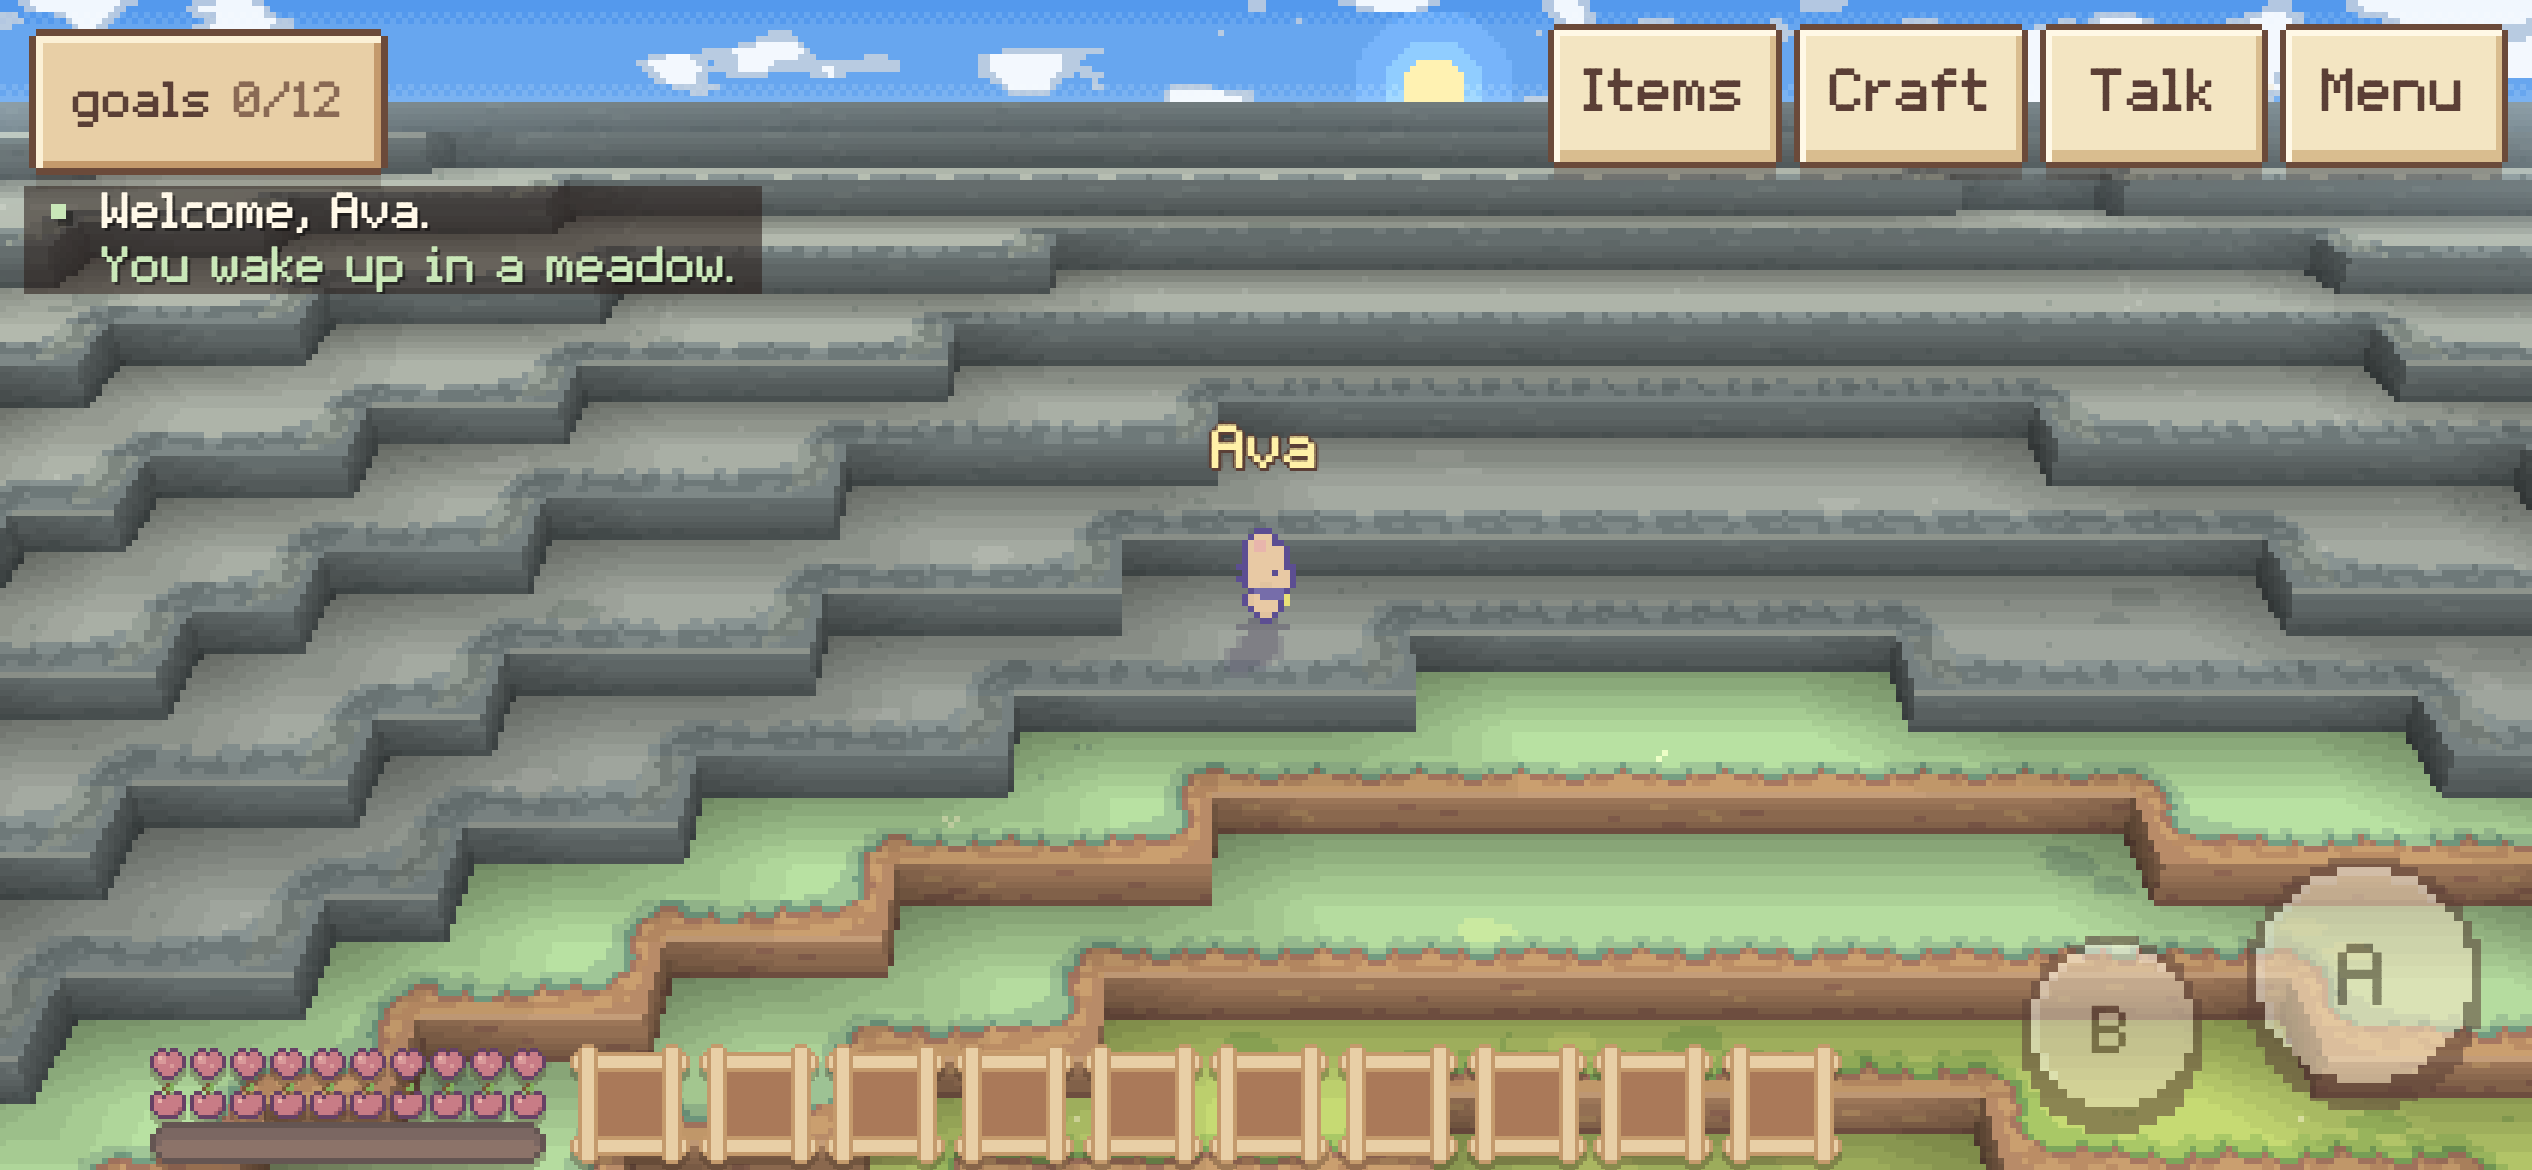 goals 0/12
Items
Craft
Talk
Menu
Welcome, Ava.
You wake up in a meadow.
Ava
A
B